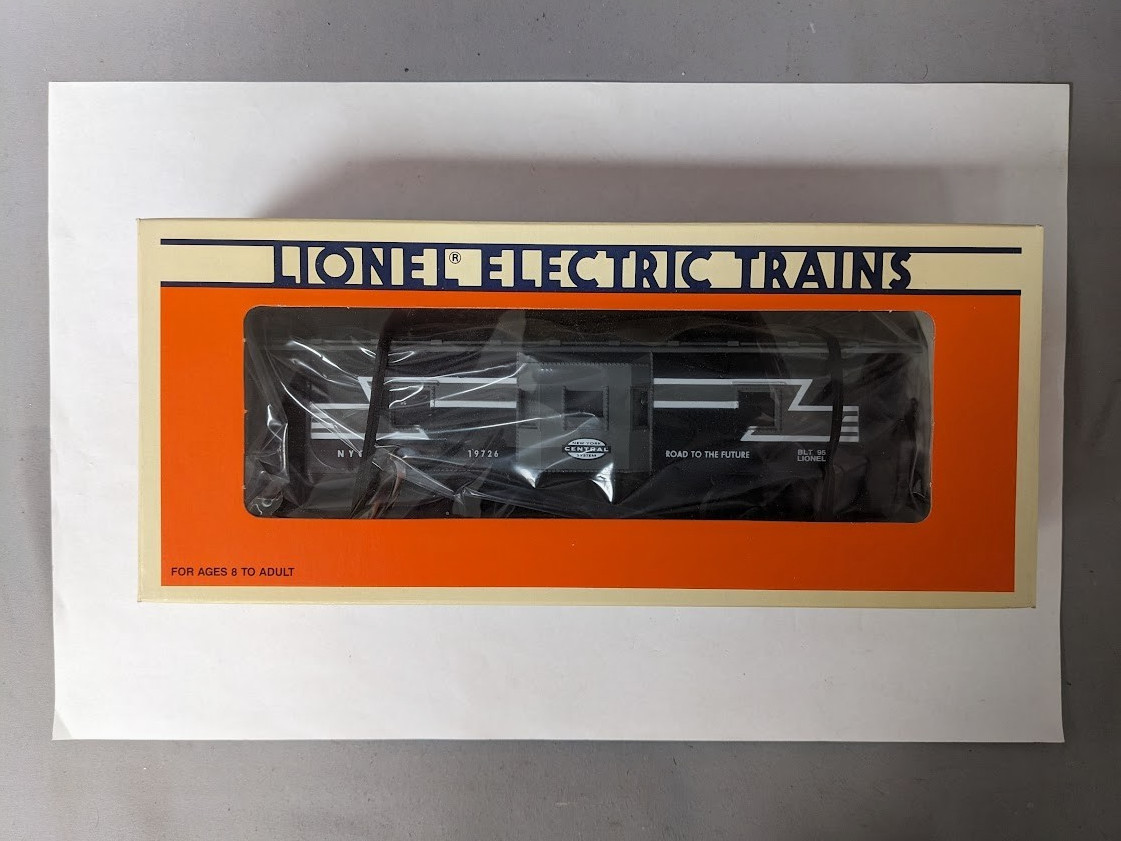 LIONEL® ELECTRIC TRAINS
19726
NEW YORK
CENTRAL
SYSTEM
ROAD TO THE FUTURE
BLT 95
LIONEL
FOR AGES 8 TO ADULT